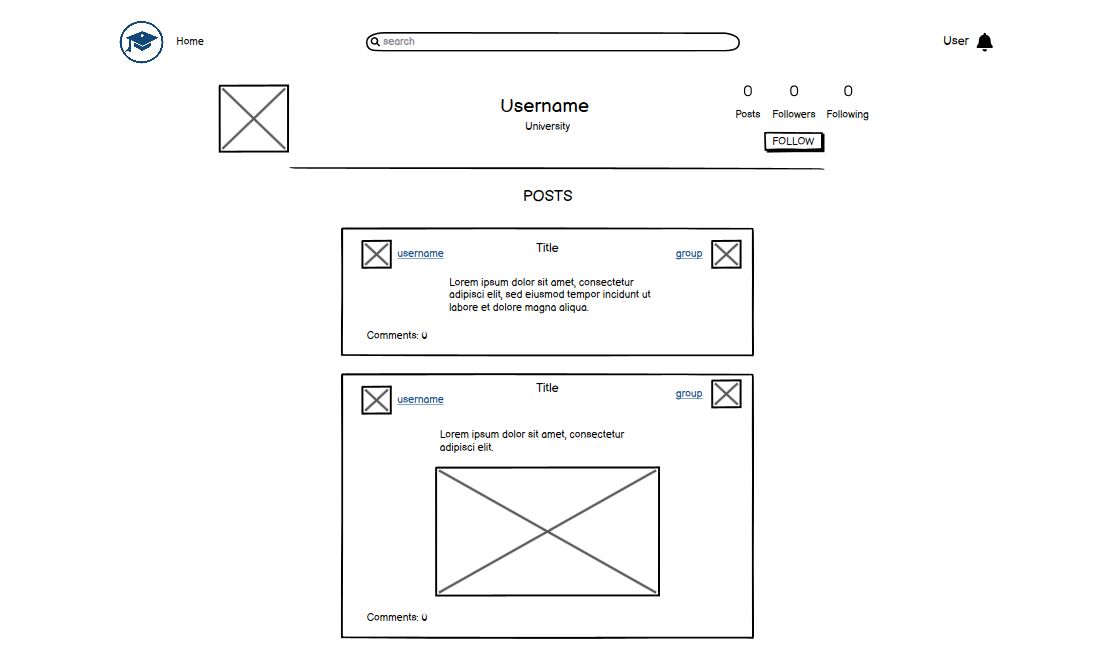 Home
search
User
Username
University
0 0 0
Posts Followers Following
FOLLOW
POSTS
username
Title
group
Lorem ipsum dolor sit amet, consectetur
adipisci elit, sed eiusmod tempor incidunt ut
labore et dolore magna aliqua.
Comments: 0
username
Title
group
Lorem ipsum dolor sit amet, consectetur
adipisci elit.
Comments: 0